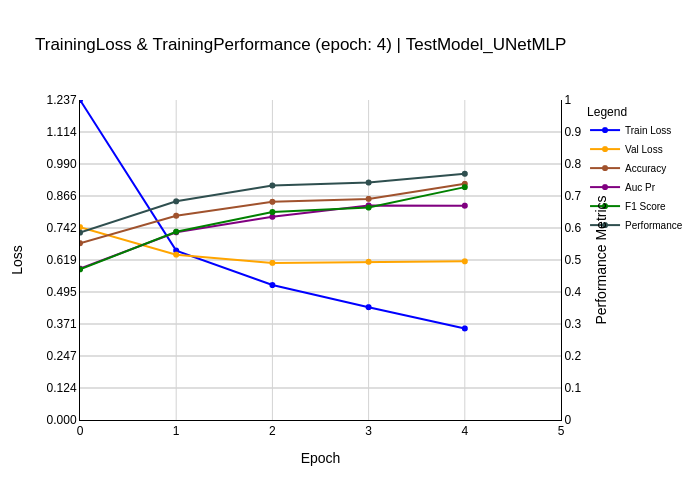 TrainingLoss & TrainingPerformance (epoch: 4) | TestModel_UNetMLP
1.237
1.114
0.990
0.866
0.742
0.619
0.495
0.371
0.247
0.124
0.000
Loss
0
1
2
3
4
5
Epoch
1
0.9
0.8
0.7
0.6
0.5
0.4
0.3
0.2
0.1
0
Performance Metrics
Legend
Train Loss
Val Loss
Accuracy
Auc Pr
F1 Score
Performance